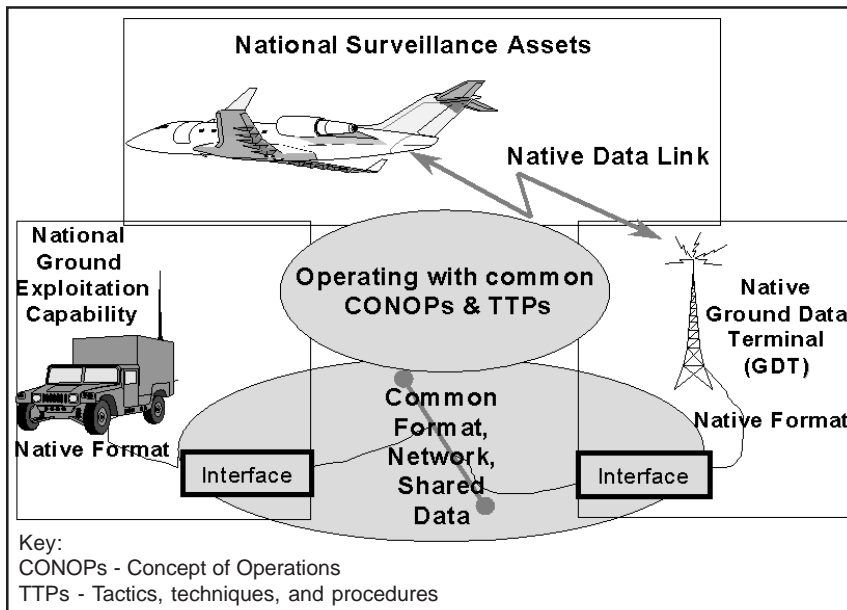 National Surveillance Assets
Native Data Link
National
Ground
Exploitation
Capability
Native Format
Operating with common
CONOPs & TTPs
Native
Ground Data
Terminal
(GDT)
Native Format
Common
Format,
Network,
Shared
Data
Interface
Interface
Key:
CONOPs - Concept of Operations
TTPs - Tactics, techniques, and procedures